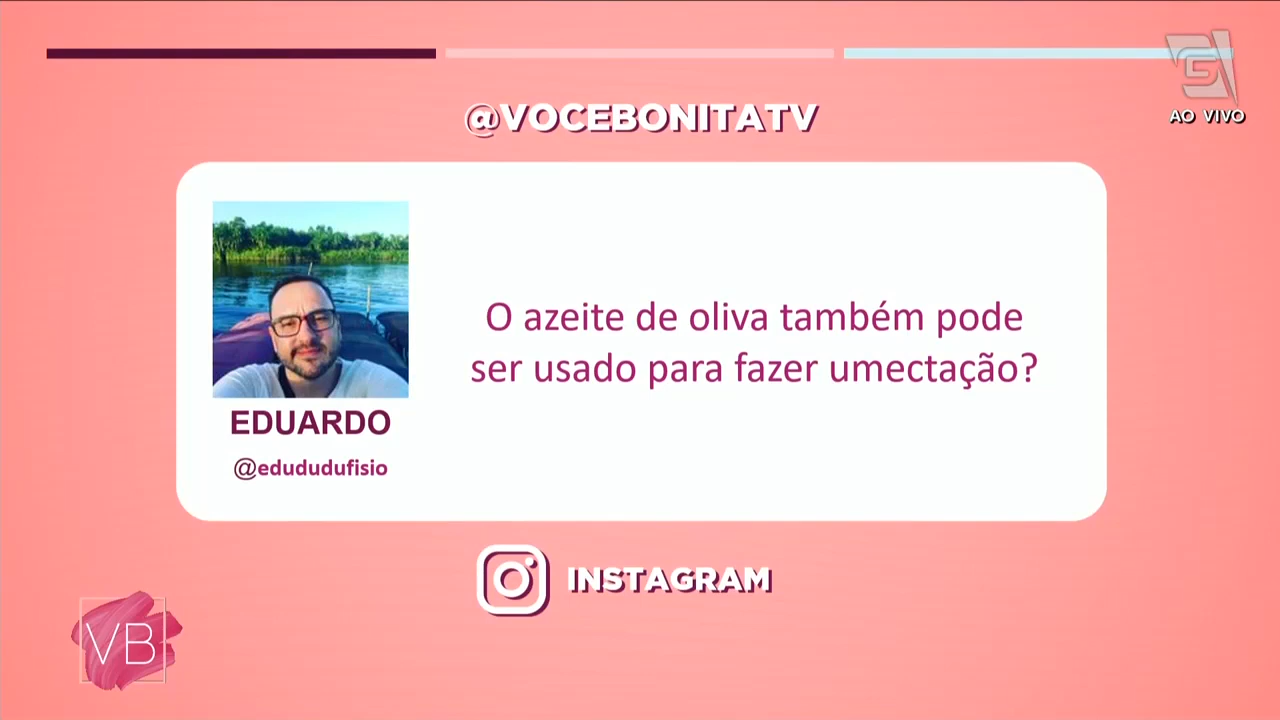 @VOCEBONITATV
AO VIVO
O azeite de oliva também pode
ser usado para fazer umectação?
EDUARDO
@edududufisio
INSTAGRAM
VB